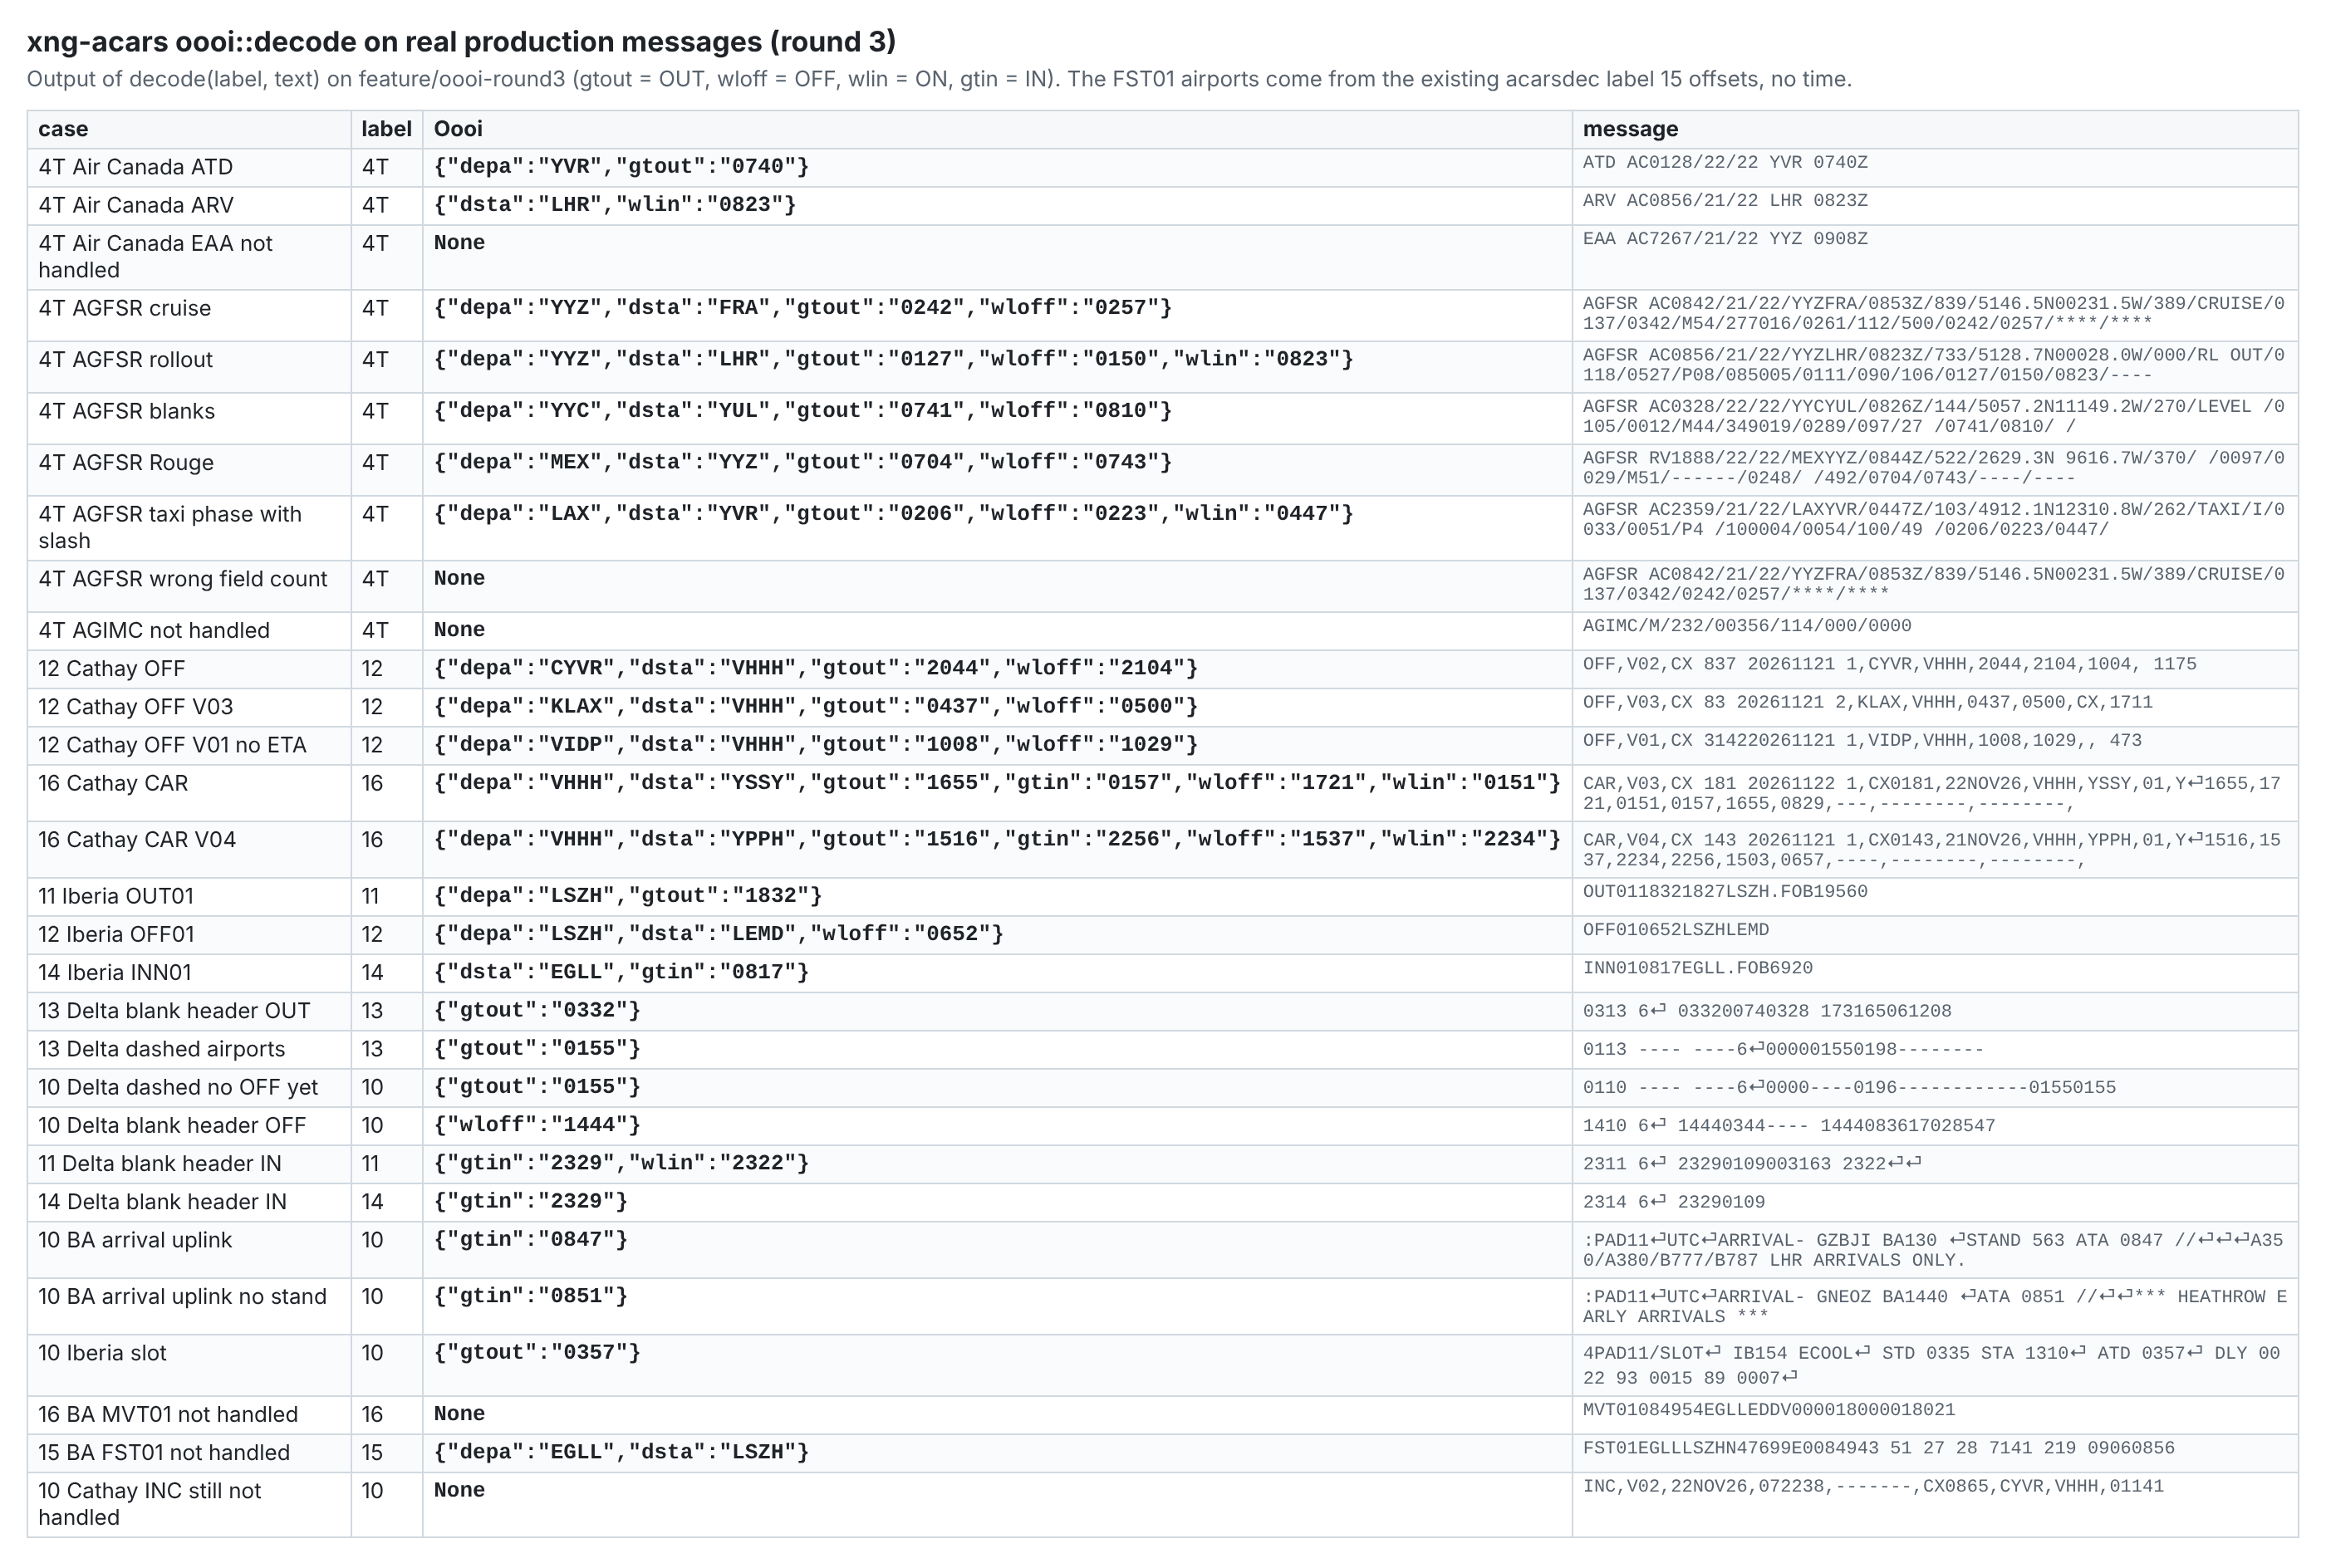 xng-acars oooi::decode on real production messages (round 3)
Output of decode(label, text) on feature/oooi-round3 (gtout = OUT, wloff = OFF, wlin = ON, gtin = IN). The FST01 airports come from the existing acarsdec label 15 offsets, no time.
case label Oooi message
4T Air Canada ATD 4T {"depa":"YVR","gtout":"0740"} ATD AC0128/22/22 YVR 0740Z
4T Air Canada ARV 4T {"dsta":"LHR","wlin":"0823"} ARV AC0856/21/22 LHR 0823Z
4T Air Canada EAA not 4T None EAA AC7267/21/22 YYZ 0908Z
handled
4T AGFSR cruise 4T {"depa":"YYZ","dsta":"FRA","gtout":"0242","wloff":"0257"} AGFSR AC0842/21/22/YYZFRA/0853Z/839/5146.5N00231.5W/389/CRUISE/0
137/0342/M54/277016/0261/112/500/0242/0257/****/****
4T AGFSR rollout 4T {"depa":"YYZ","dsta":"LHR","gtout":"0127","wloff":"0150","wlin":"0823"} AGFSR AC0856/21/22/YYZLHR/0823Z/733/5128.7N00028.0W/000/RL OUT/0
118/0527/P08/085005/0111/090/106/0127/0150/0823/----
4T AGFSR blanks 4T {"depa":"YYC","dsta":"YUL","gtout":"0741","wloff":"0810"} AGFSR AC0328/22/22/YYCYUL/0826Z/144/5057.2N11149.2W/270/LEVEL /0
105/0012/M44/349019/0289/097/27 /0741/0810/ /
4T AGFSR Rouge 4T {"depa":"MEX","dsta":"YYZ","gtout":"0704","wloff":"0743"} AGFSR RV1888/22/22/MEXYYZ/0844Z/522/2629.3N 9616.7W/370/ /0097/0
029/M51/------/0248/ /492/0704/0743/----/----
4T AGFSR taxi phase with 4T {"depa":"LAX","dsta":"YVR","gtout":"0206","wloff":"0223","wlin":"0447"} AGFSR AC2359/21/22/LAXYVR/0447Z/103/4912.1N12310.8W/262/TAXI/I/0
slash 033/0051/P4 /100004/0054/100/49 /0206/0223/0447/
4T AGFSR wrong field count 4T None AGFSR AC0842/21/22/YYZFRA/0853Z/839/5146.5N00231.5W/389/CRUISE/0
137/0342/0242/0257/****/****
4T AGIMC not handled 4T None AGIMC/M/232/00356/114/000/0000
12 Cathay OFF 12 {"depa":"CYVR","dsta":"VHHH","gtout":"2044","wloff":"2104"} OFF,V02,CX 837 20261121 1,CYVR,VHHH,2044,2104,1004, 1175
12 Cathay OFF V03 12 {"depa":"KLAX","dsta":"VHHH","gtout":"0437","wloff":"0500"} OFF,V03,CX 83 20261121 2,KLAX,VHHH,0437,0500,CX,1711
12 Cathay OFF V01 no ETA 12 {"depa":"VIDP","dsta":"VHHH","gtout":"1008","wloff":"1029"} OFF,V01,CX 314220261121 1,VIDP,VHHH,1008,1029,, 473
16 Cathay CAR 16 {"depa":"VHHH","dsta":"YSSY","gtout":"1655","gtin":"0157","wloff":"1721","wlin":"0151"} CAR,V03,CX 181 20261122 1,CX0181,22NOV26,VHHH,YSSY,01,Y⏎1655,17
21,0151,0157,1655,0829,---,--------,--------,
16 Cathay CAR V04 16 {"depa":"VHHH","dsta":"YPPH","gtout":"1516","gtin":"2256","wloff":"1537","wlin":"2234"} CAR,V04,CX 143 20261121 1,CX0143,21NOV26,VHHH,YPPH,01,Y⏎1516,15
37,2234,2256,1503,0657,----,--------,--------,
11 Iberia OUT01 11 {"depa":"LSZH","gtout":"1832"} OUT0118321827LSZH.FOB19560
12 Iberia OFF01 12 {"depa":"LSZH","dsta":"LEMD","wloff":"0652"} OFF010652LSZHLEMD
14 Iberia INN01 14 {"dsta":"EGLL","gtin":"0817"} INN010817EGLL.FOB6920
13 Delta blank header OUT 13 {"gtout":"0332"} 0313 6⏎ 033200740328 173165061208
13 Delta dashed airports 13 {"gtout":"0155"} 0113 ---- ----6⏎000001550198--------
10 Delta dashed no OFF yet 10 {"gtout":"0155"} 0110 ---- ----6⏎0000----0196------------01550155
10 Delta blank header OFF 10 {"wloff":"1444"} 1410 6⏎ 14440344---- 1444083617028547
11 Delta blank header IN 11 {"gtin":"2329","wlin":"2322"} 2311 6⏎ 23290109003163 2322⏎⏎
14 Delta blank header IN 14 {"gtin":"2329"} 2314 6⏎ 23290109
10 BA arrival uplink 10 {"gtin":"0847"} :PAD11⏎UTC⏎ARRIVAL- GZBJI BA130 ⏎STAND 563 ATA 0847 //⏎⏎⏎A35
0/A380/B777/B787 LHR ARRIVALS ONLY.
10 BA arrival uplink no stand 10 {"gtin":"0851"} :PAD11⏎UTC⏎ARRIVAL- GNEOZ BA1440 ⏎ATA 0851 //⏎⏎*** HEATHROW E
ARLY ARRIVALS ***
10 Iberia slot 10 {"gtout":"0357"} 4PAD11/SLOT⏎ IB154 ECOOL⏎ STD 0335 STA 1310⏎ ATD 0357⏎ DLY 00
22 93 0015 89 0007⏎
16 BA MVT01 not handled 16 None MVT01084954EGLLEDDV000018000018021
15 BA FST01 not handled 15 {"depa":"EGLL","dsta":"LSZH"} FST01EGLLLSZHN47699E0084943 51 27 28 7141 219 09060856
10 Cathay INC still not 10 None INC,V02,22NOV26,072238,-------,CX0865,CYVR,VHHH,01141
handled